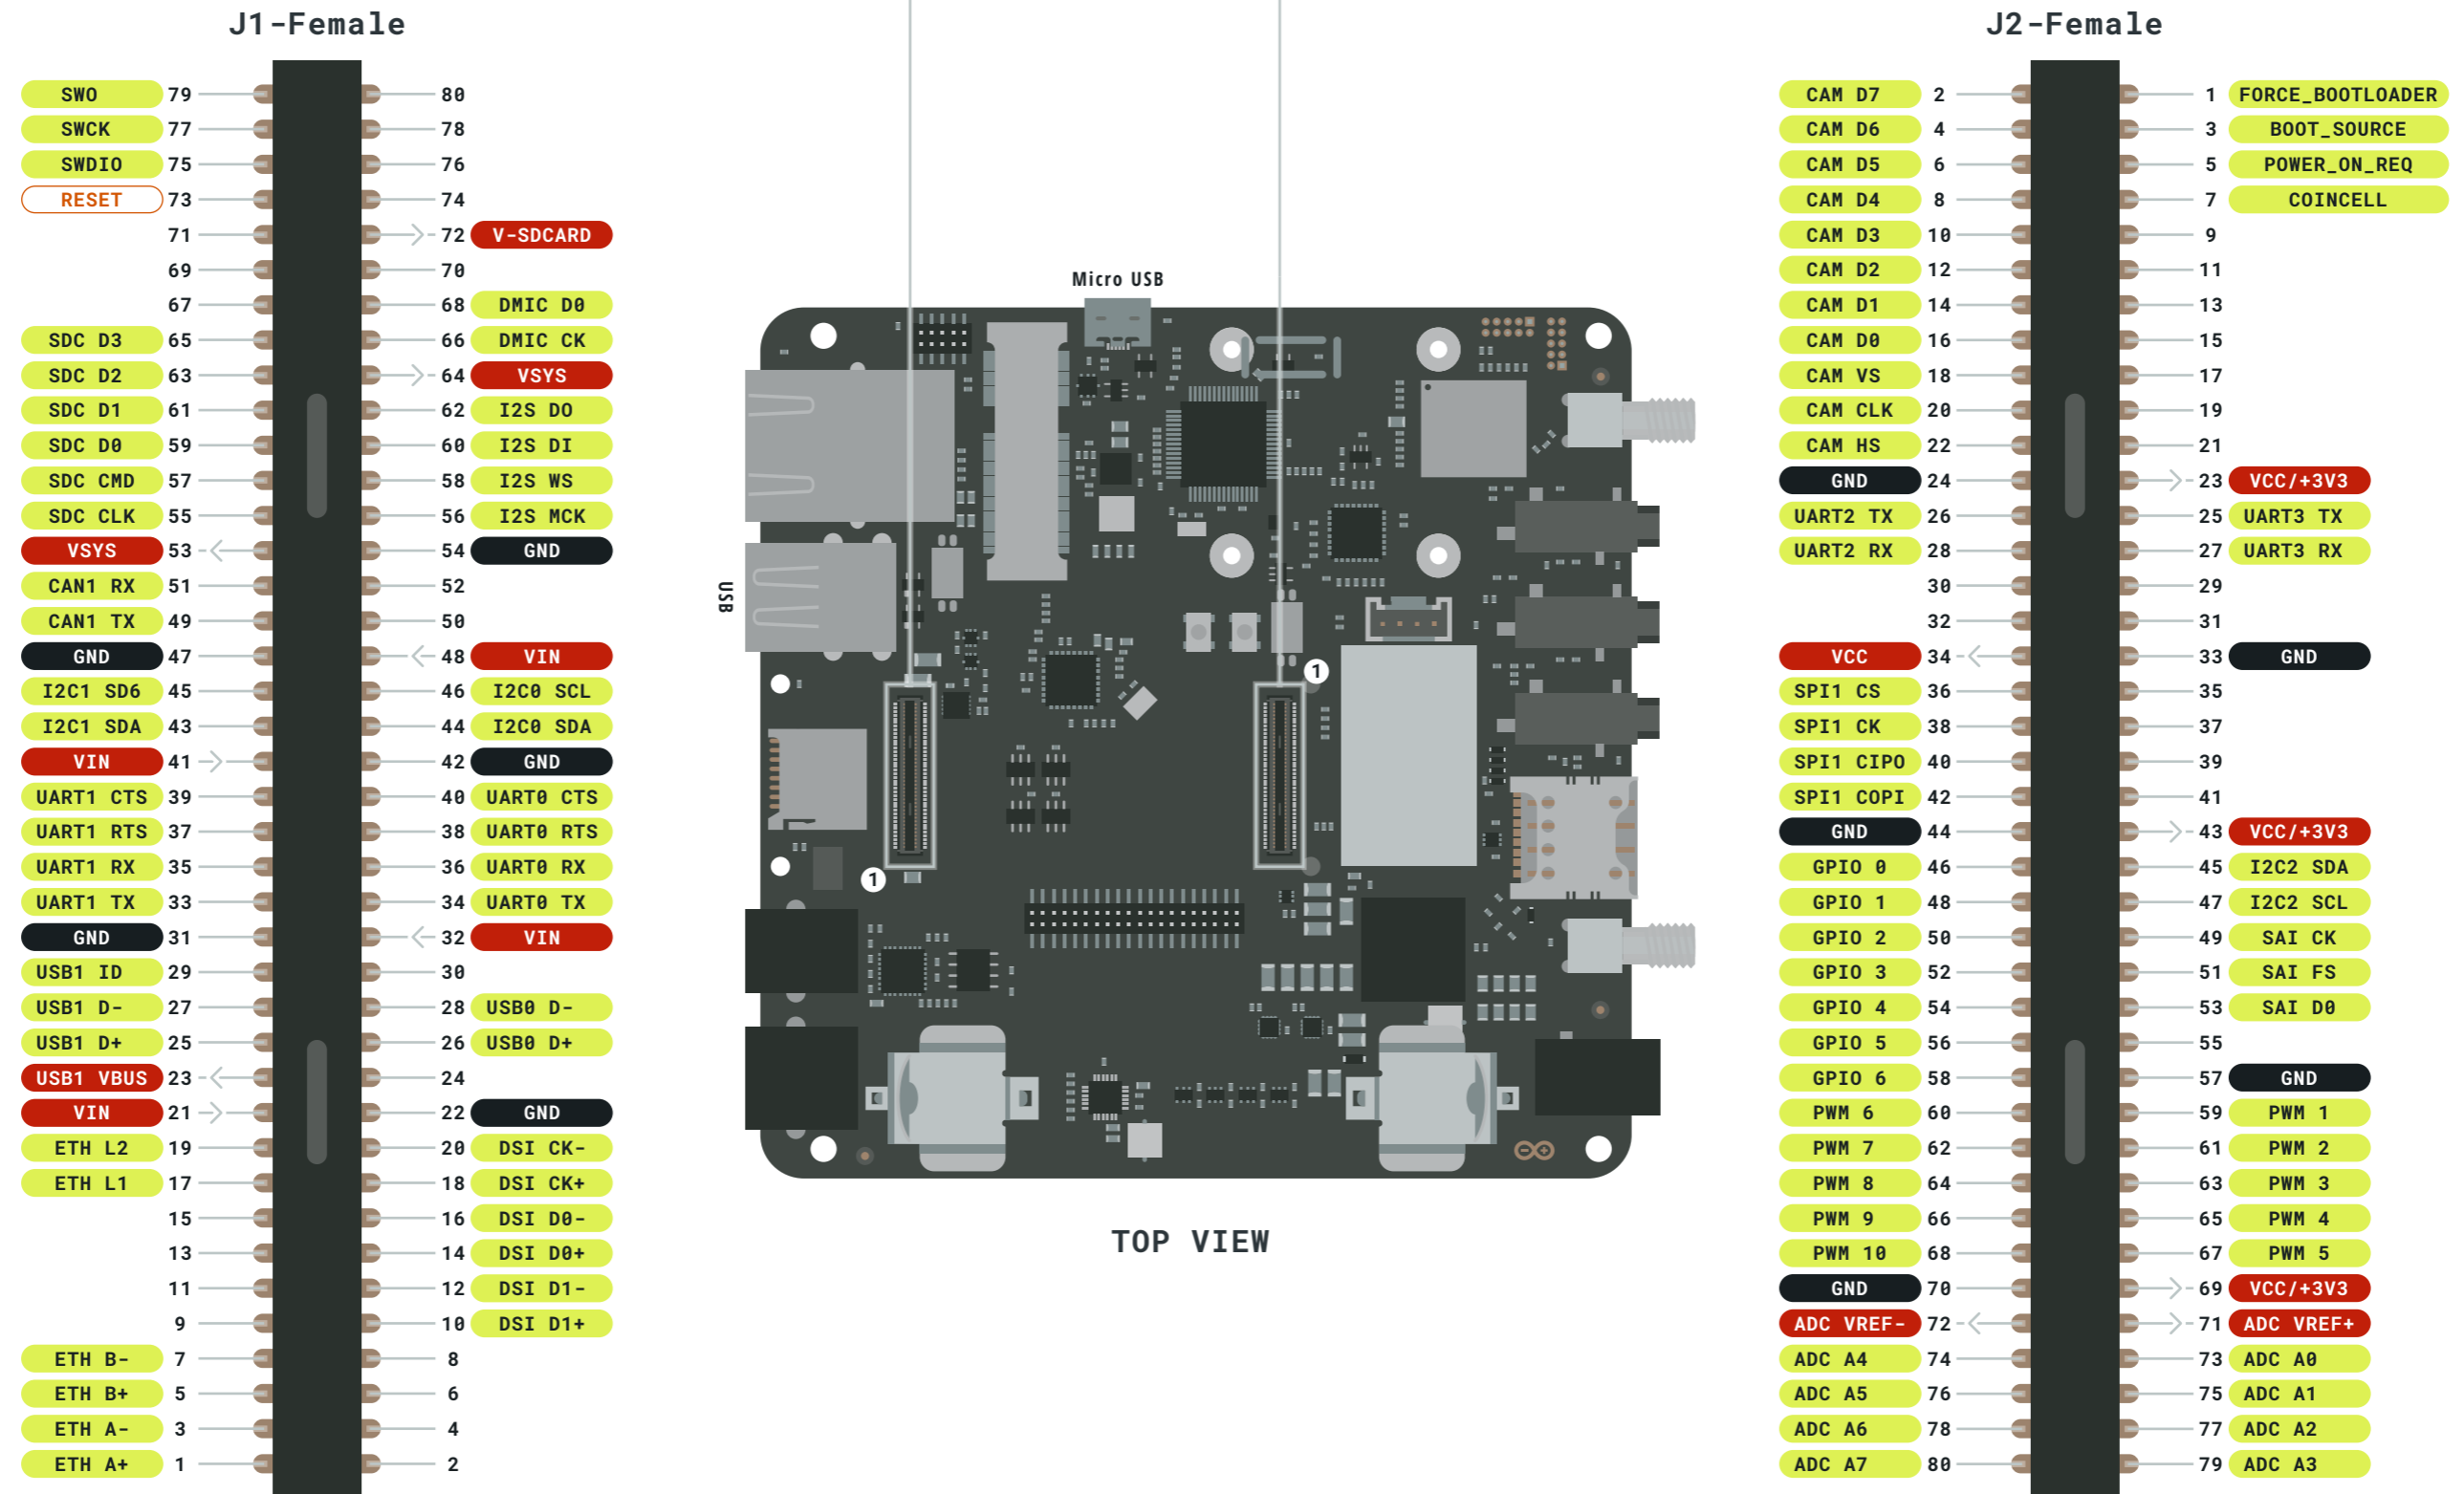 J1-Female
SWO 79 80
SWCK 77 78
SWDIO 75 76
RESET 73 74
71 72 V-SDCARD
69 70
67 68 DMIC D0
SDC D3 65 66 DMIC CK
SDC D2 63 64 VSYS
SDC D1 61 62 I2S DO
SDC D0 59 60 I2S DI
SDC CMD 57 58 I2S WS
SDC CLK 55 56 I2S MCK
VSYS 53 54 GND
CAN1 RX 51 52
CAN1 TX 49 50
GND 47 48 VIN
I2C1 SD6 45 46 I2C0 SCL
I2C1 SDA 43 44 I2C0 SDA
VIN 41 42 GND
UART1 CTS 39 40 UART0 CTS
UART1 RTS 37 38 UART0 RTS
UART1 RX 35 36 UART0 RX
UART1 TX 33 34 UART0 TX
GND 31 32 VIN
USB1 ID 29 30
USB1 D- 27 28 USB0 D-
USB1 D+ 25 26 USB0 D+
USB1 VBUS 23 24
VIN 21 22 GND
ETH L2 19 20 DSI CK-
ETH L1 17 18 DSI CK+
15 16 DSI D0-
13 14 DSI D0+
11 12 DSI D1-
9 10 DSI D1+
ETH B- 7 8
ETH B+ 5 6
ETH A- 3 4
ETH A+ 1 2
Micro USB
USB
1
1
TOP VIEW
J2-Female
CAM D7 2 1 FORCE_BOOTLOADER
CAM D6 4 3 BOOT_SOURCE
CAM D5 6 5 POWER_ON_REQ
CAM D4 8 7 COINCELL
CAM D3 10 9
CAM D2 12 11
CAM D1 14 13
CAM D0 16 15
CAM VS 18 17
CAM CLK 20 19
CAM HS 22 21
GND 24 23 VCC/+3V3
UART2 TX 26 25 UART3 TX
UART2 RX 28 27 UART3 RX
30 29
32 31
VCC 34 33 GND
SPI1 CS 36 35
SPI1 CK 38 37
SPI1 CIPO 40 39
SPI1 COPI 42 41
GND 44 43 VCC/+3V3
GPIO 0 46 45 I2C2 SDA
GPIO 1 48 47 I2C2 SCL
GPIO 2 50 49 SAI CK
GPIO 3 52 51 SAI FS
GPIO 4 54 53 SAI D0
GPIO 5 56 55
GPIO 6 58 57 GND
PWM 6 60 59 PWM 1
PWM 7 62 61 PWM 2
PWM 8 64 63 PWM 3
PWM 9 66 65 PWM 4
PWM 10 68 67 PWM 5
GND 70 69 VCC/+3V3
ADC VREF- 72 71 ADC VREF+
ADC A4 74 73 ADC A0
ADC A5 76 75 ADC A1
ADC A6 78 77 ADC A2
ADC A7 80 79 ADC A3